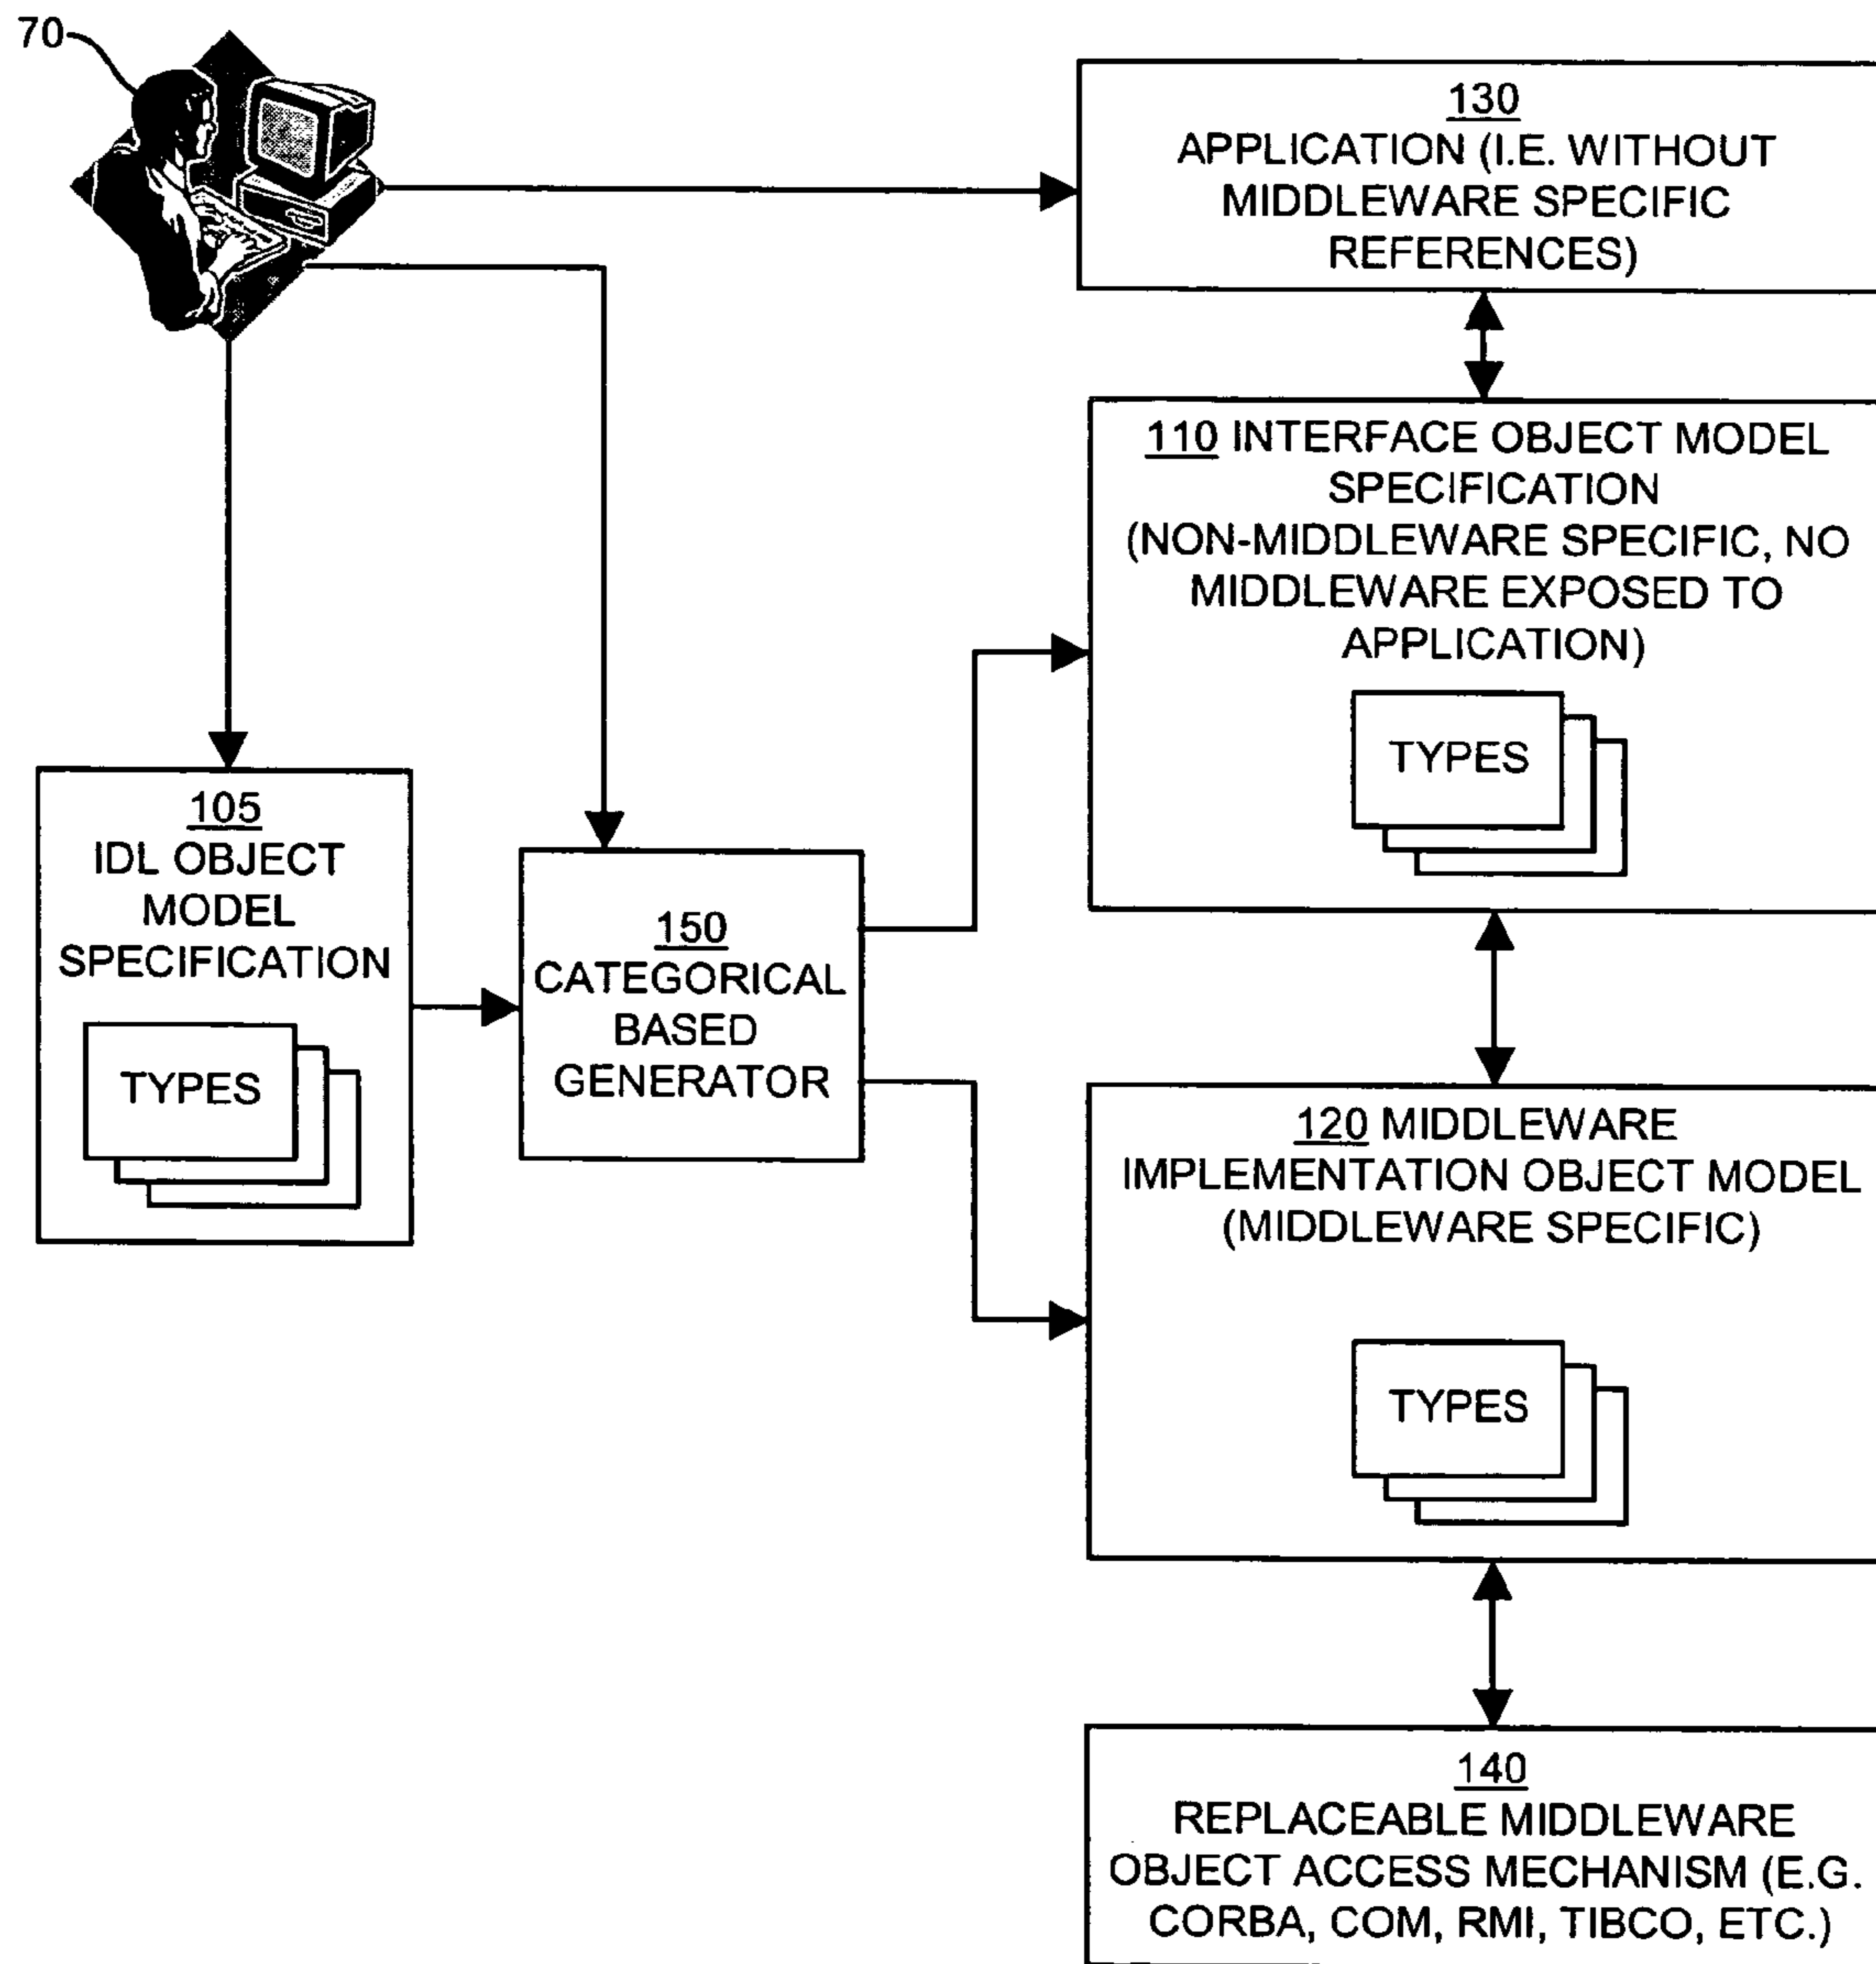 70
130
APPLICATION (I.E. WITHOUT
MIDDLEWARE SPECIFIC
REFERENCES)
110 INTERFACE OBJECT MODEL
SPECIFICATION
(NON-MIDDLEWARE SPECIFIC, NO
MIDDLEWARE EXPOSED TO
APPLICATION)
TYPES
105
IDL OBJECT
MODEL
SPECIFICATION
TYPES
150
CATEGORICAL
BASED
GENERATOR
120 MIDDLEWARE
IMPLEMENTATION OBJECT MODEL
(MIDDLEWARE SPECIFIC)
TYPES
140
REPLACEABLE MIDDLEWARE
OBJECT ACCESS MECHANISM (E.G.
CORBA, COM, RMI, TIBCO, ETC.)